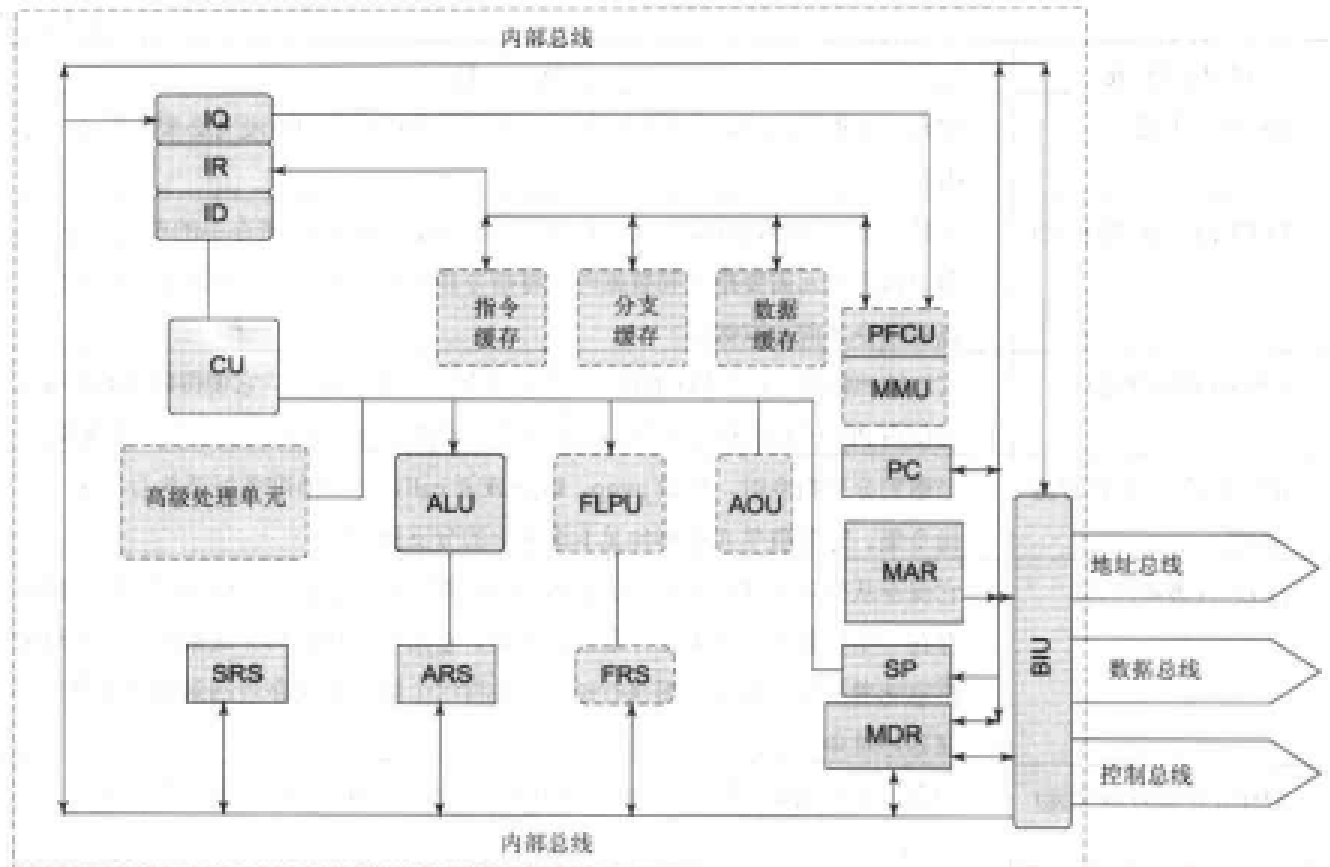 内部总线
IQ
IR
ID
指令
缓存
分支
缓存
数据
缓存
PFCU
MMU
CU
PC
高级处理单元
ALU
FLPU
AOU
MAR
地址总线
BIU
SRS
ARS
FRS
SP
数据总线
MDR
控制总线
内部总线